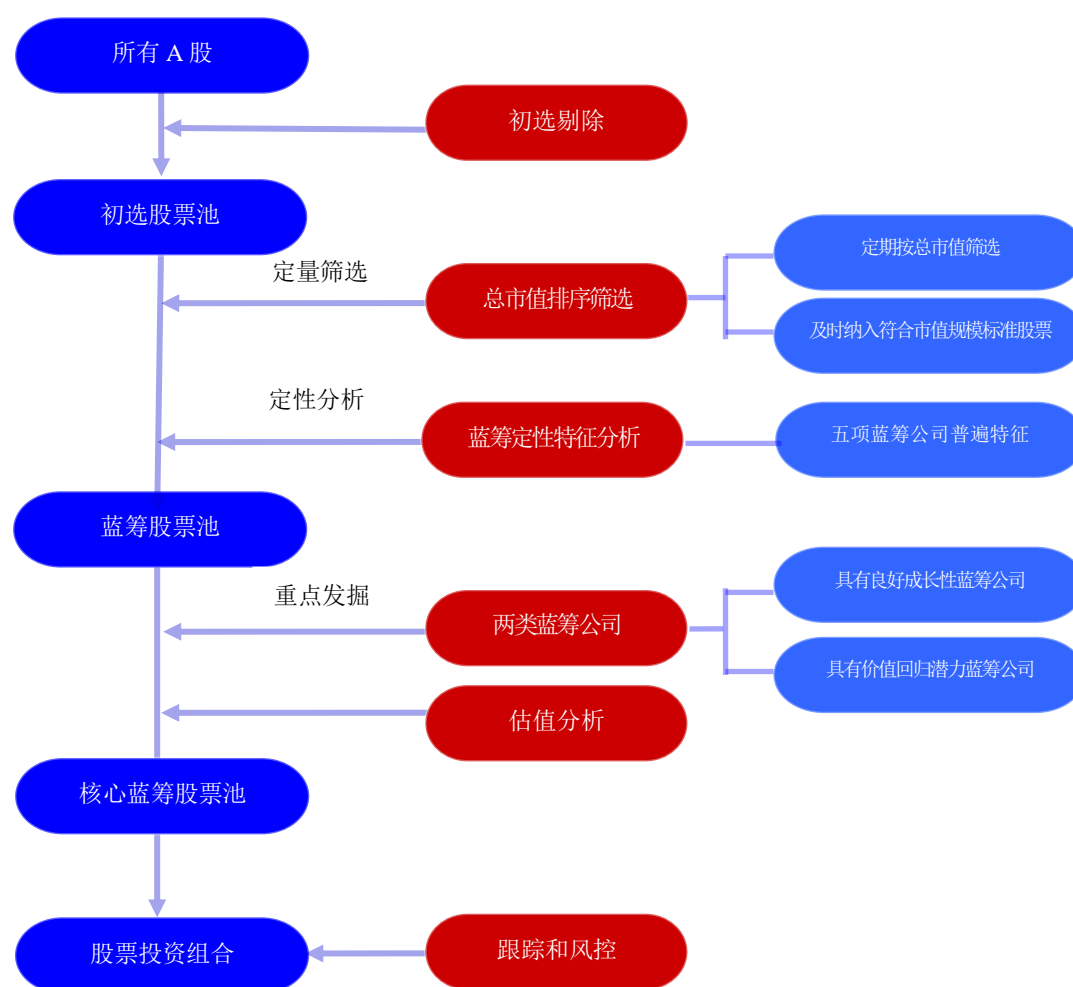 所有 A 股
初选剔除
初选股票池
定量筛选
总市值排序筛选
定期按总市值筛选
及时纳入符合市值规模标准股票
定性分析
蓝筹定性特征分析
五项蓝筹公司普遍特征
蓝筹股票池
重点发掘
两类蓝筹公司
具有良好成长性蓝筹公司
具有价值回归潜力蓝筹公司
估值分析
核心蓝筹股票池
股票投资组合
跟踪和风控